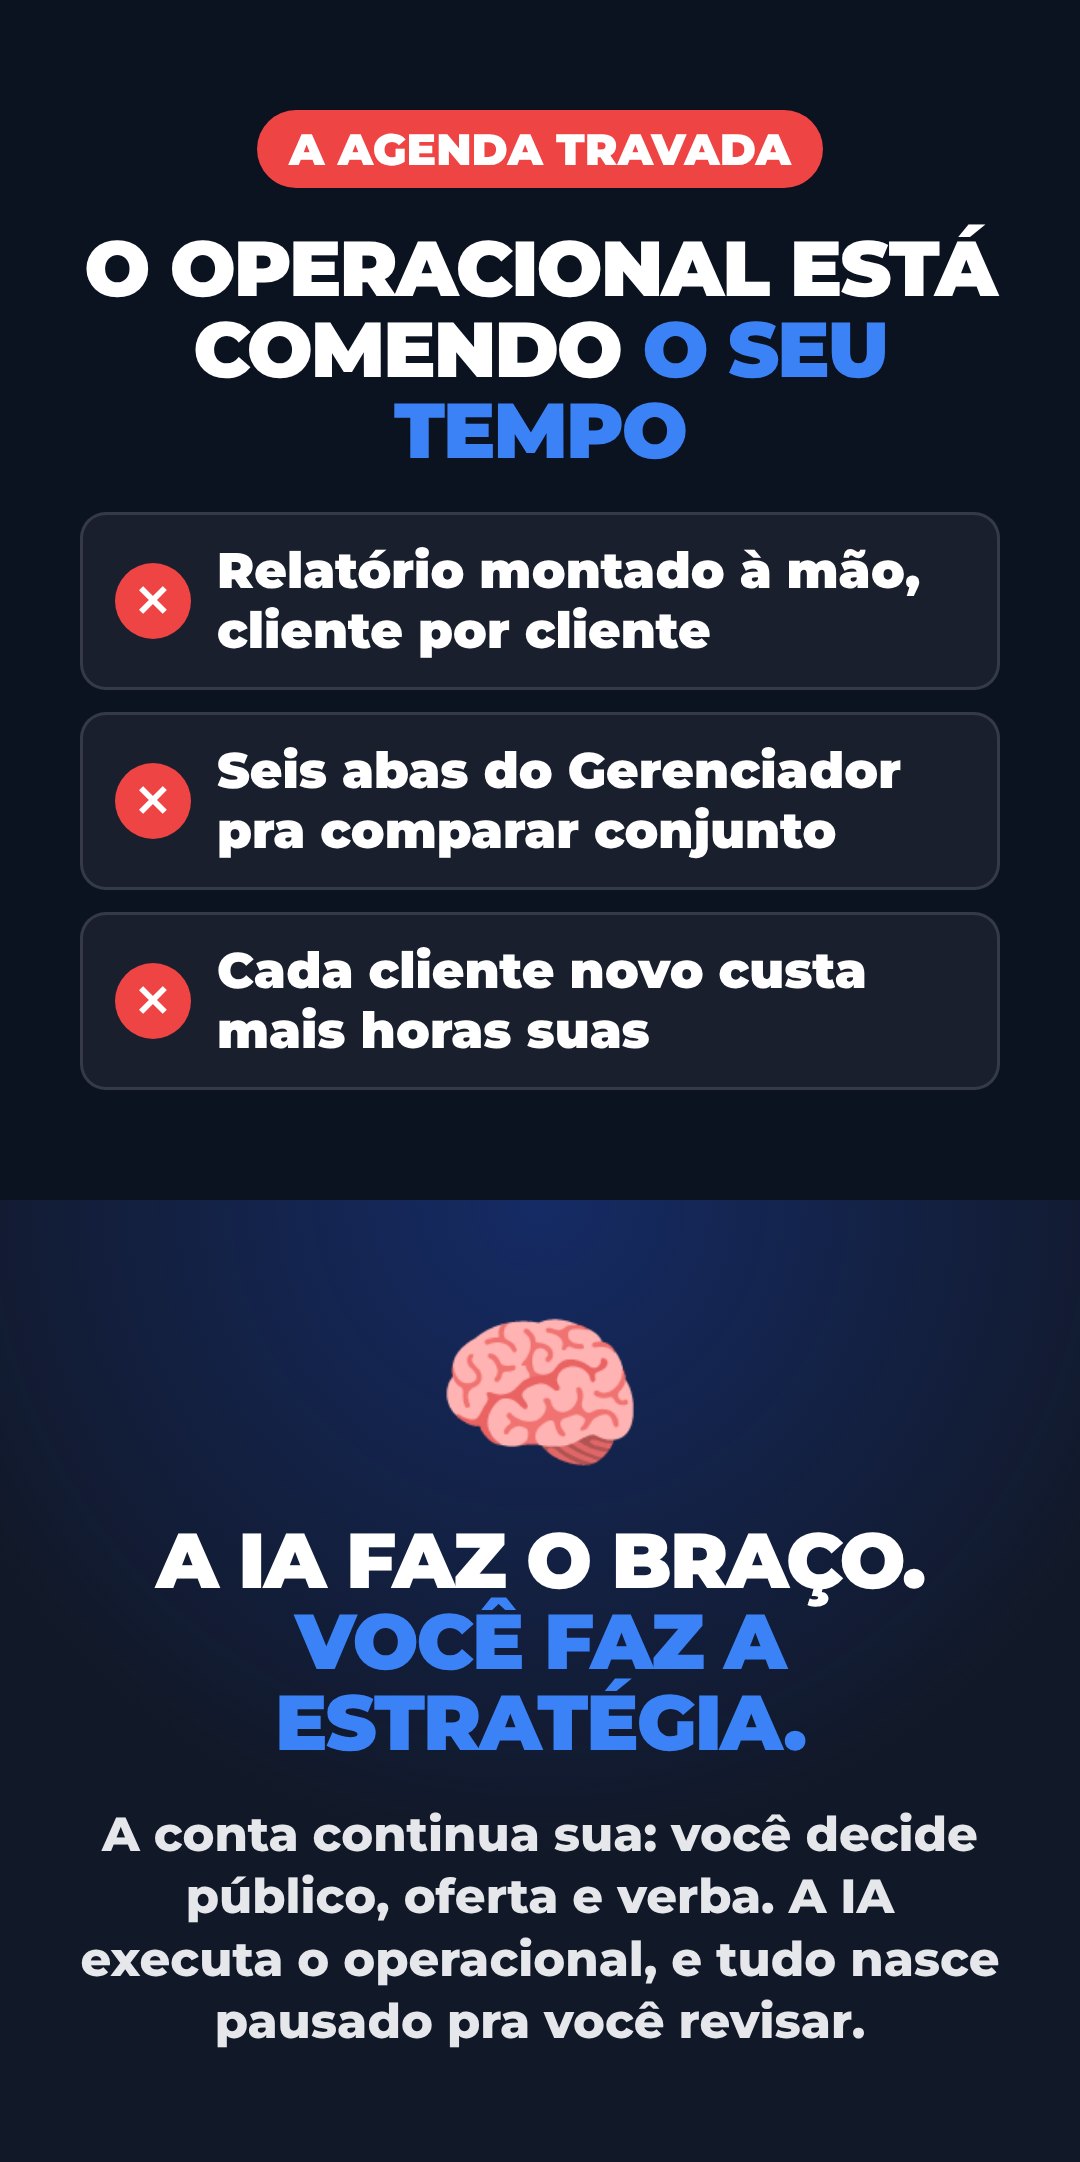 A AGENDA TRAVADA
O OPERACIONAL ESTÁ
COMENDO O SEU
TEMPO
Relatório montado à mão,
cliente por cliente
Seis abas do Gerenciador
pra comparar conjunto
Cada cliente novo custa
mais horas suas
A IA FAZ O BRAÇO.
VOCÊ FAZ A
ESTRATÉGIA.
A conta continua sua: você decide
público, oferta e verba. A IA
executa o operacional, e tudo nasce
pausado pra você revisar.